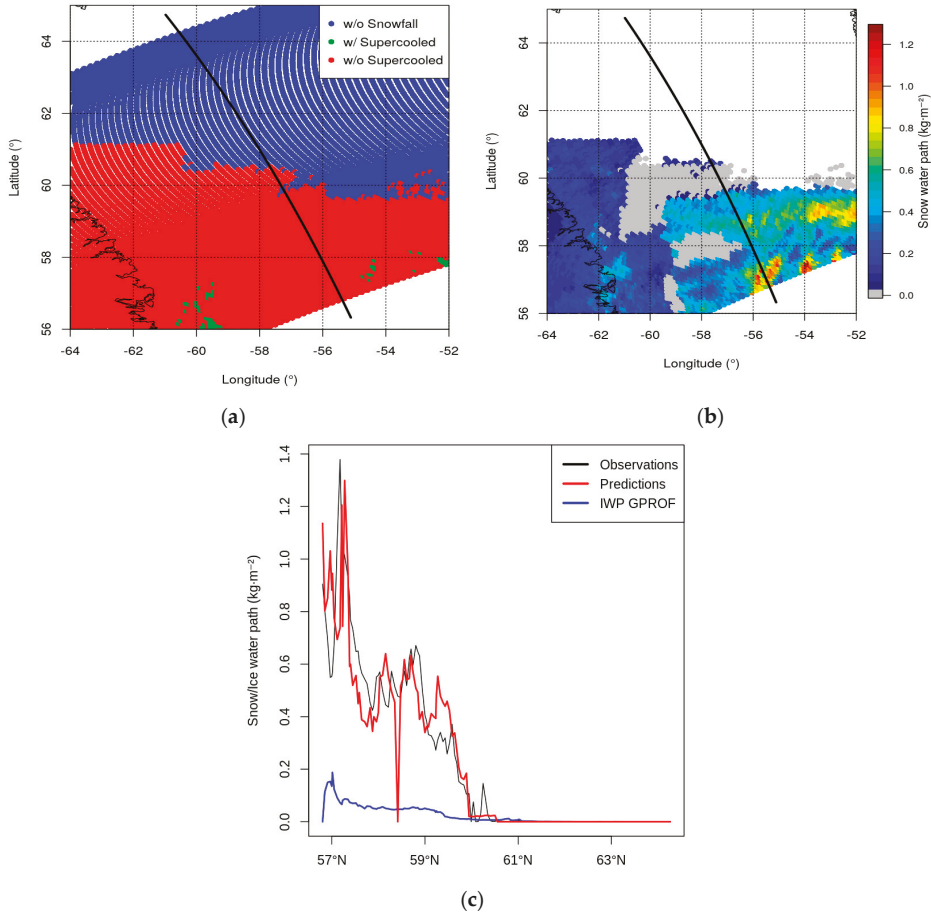 w/o Snowfall
w/ Supercooled
w/o Supercooled
Latitude (°)
64
62
60
58
56
-64
-62
-60
-58
-56
-54
-52
Longitude (°)
(a)
Latitude (°)
64
62
60
58
56
-64
-62
-60
-58
-56
-54
-52
Longitude (°)
1.2
1.0
0.8
0.6
0.4
0.2
0.0
Snow water path (kg·m⁻²)
(b)
Observations
Predictions
IWP GPROF
Snow/Ice water path (kg·m⁻²)
1.4
1.2
1.0
0.8
0.6
0.4
0.2
0.0
57°N
59°N
61°N
63°N
(c)